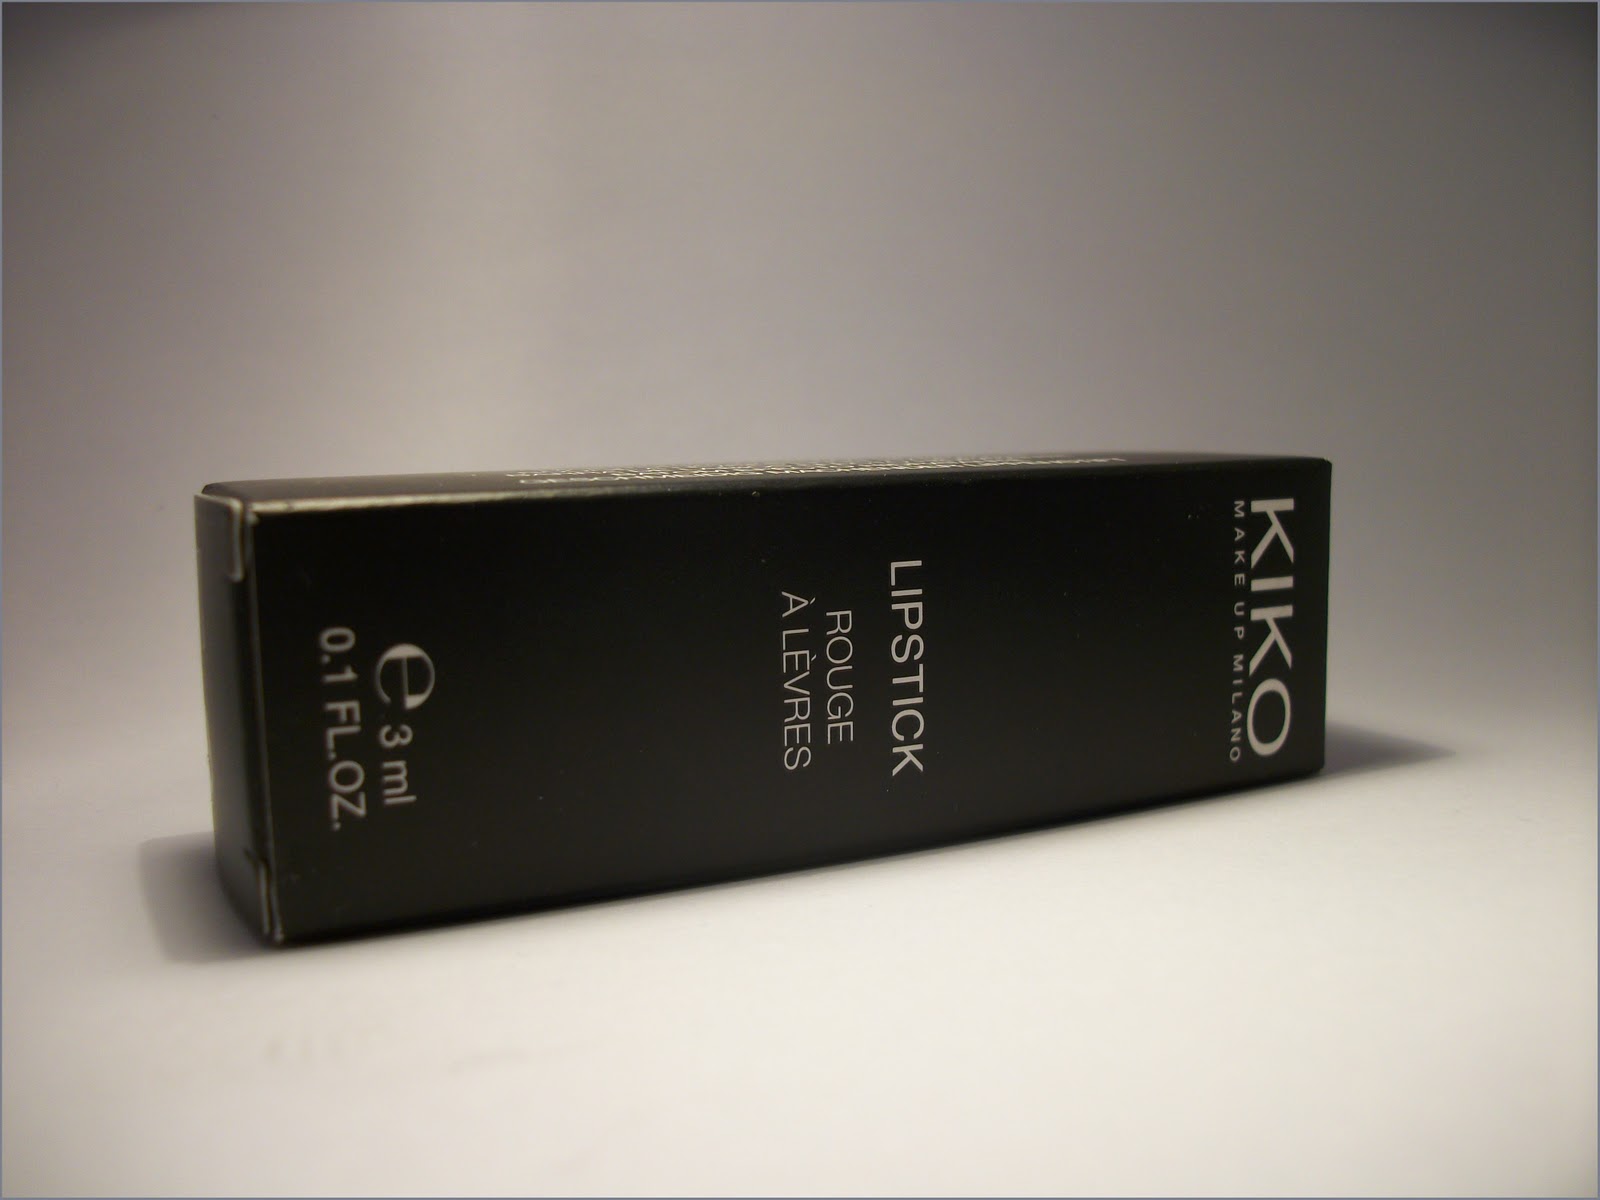 KIKO
MAKE UP MILANO
LIPSTICK
ROUGE
À LÈVRES
℮ 3 ml
0.1 FL.OZ.